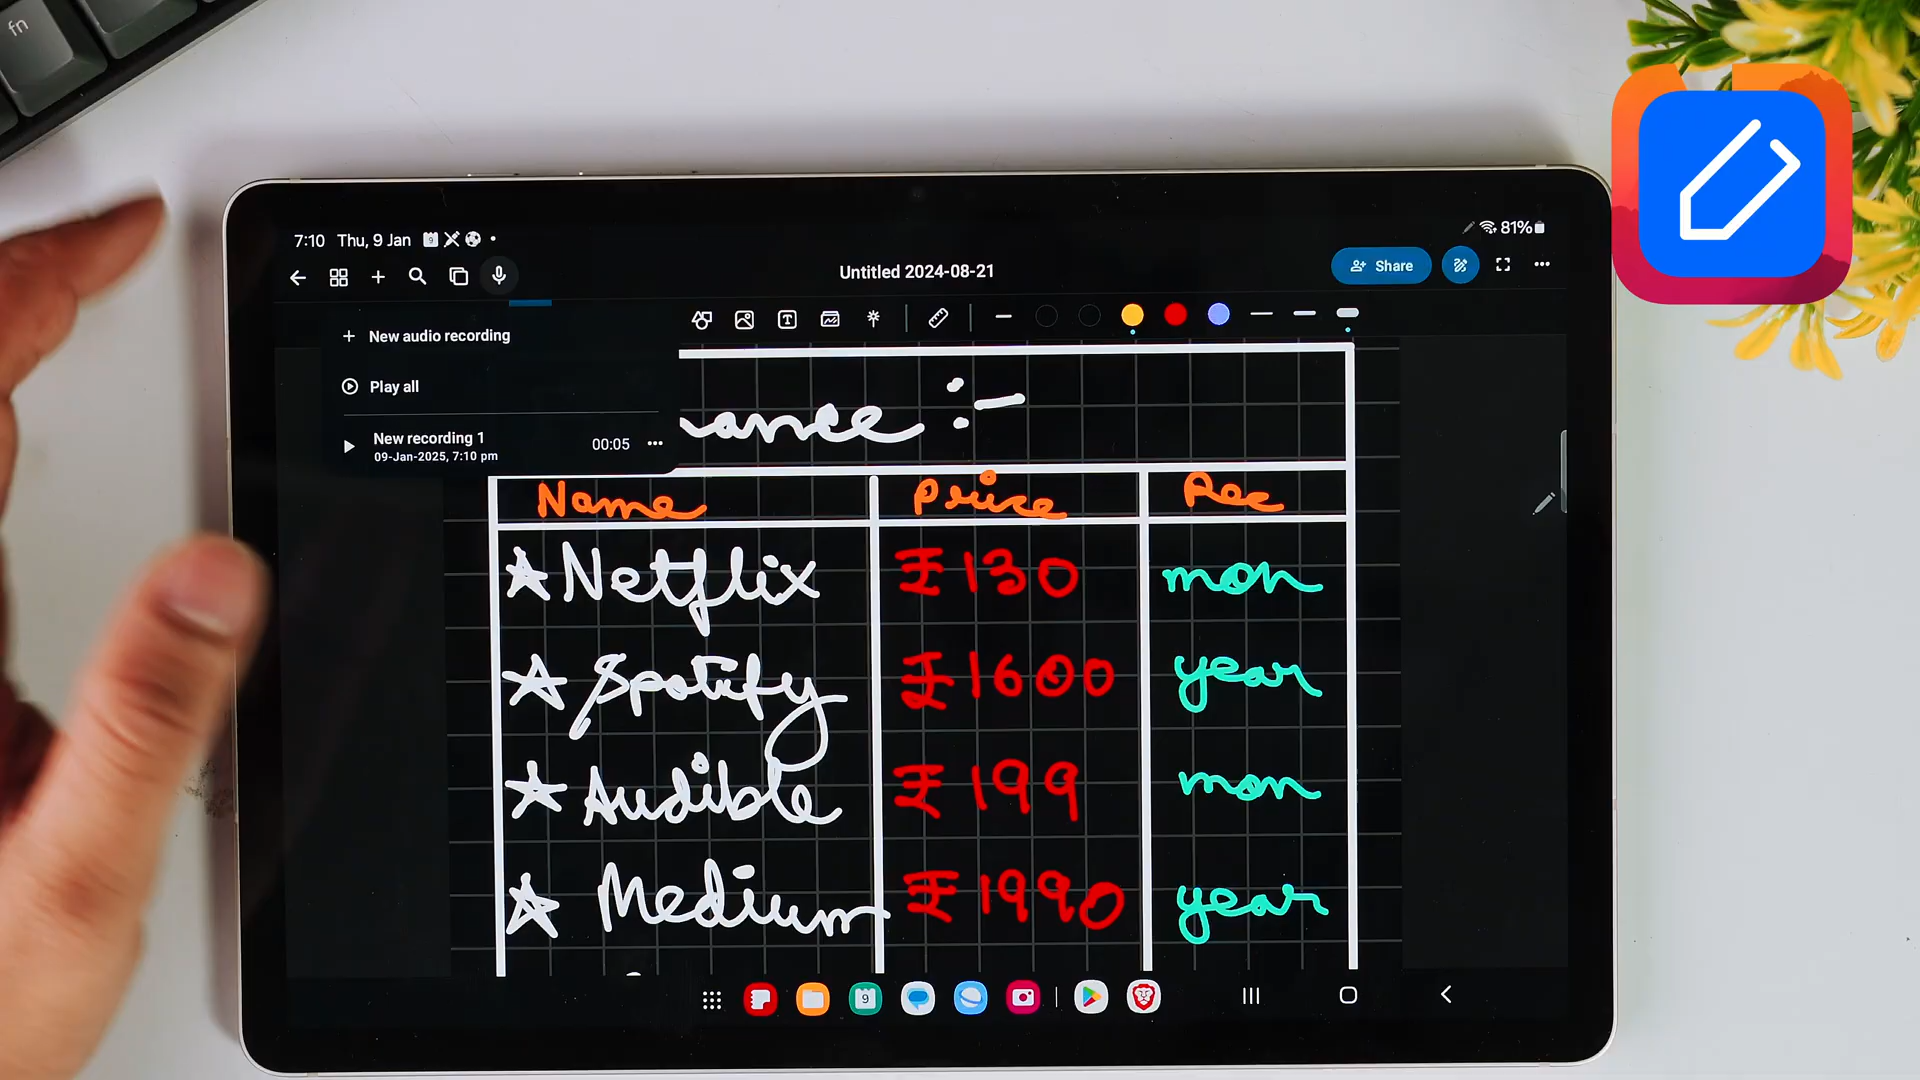 fn
7:10 Thu, 9 Jan
81%
Untitled 2024-08-21
Share
New audio recording
Play all
New recording 1
00:05
09-Jan-2025, 7:10 pm
Name Price Rec
Netflix ₹130 mon
Spotify ₹1600 year
Audible ₹199 mon
Medium ₹1990 year
9